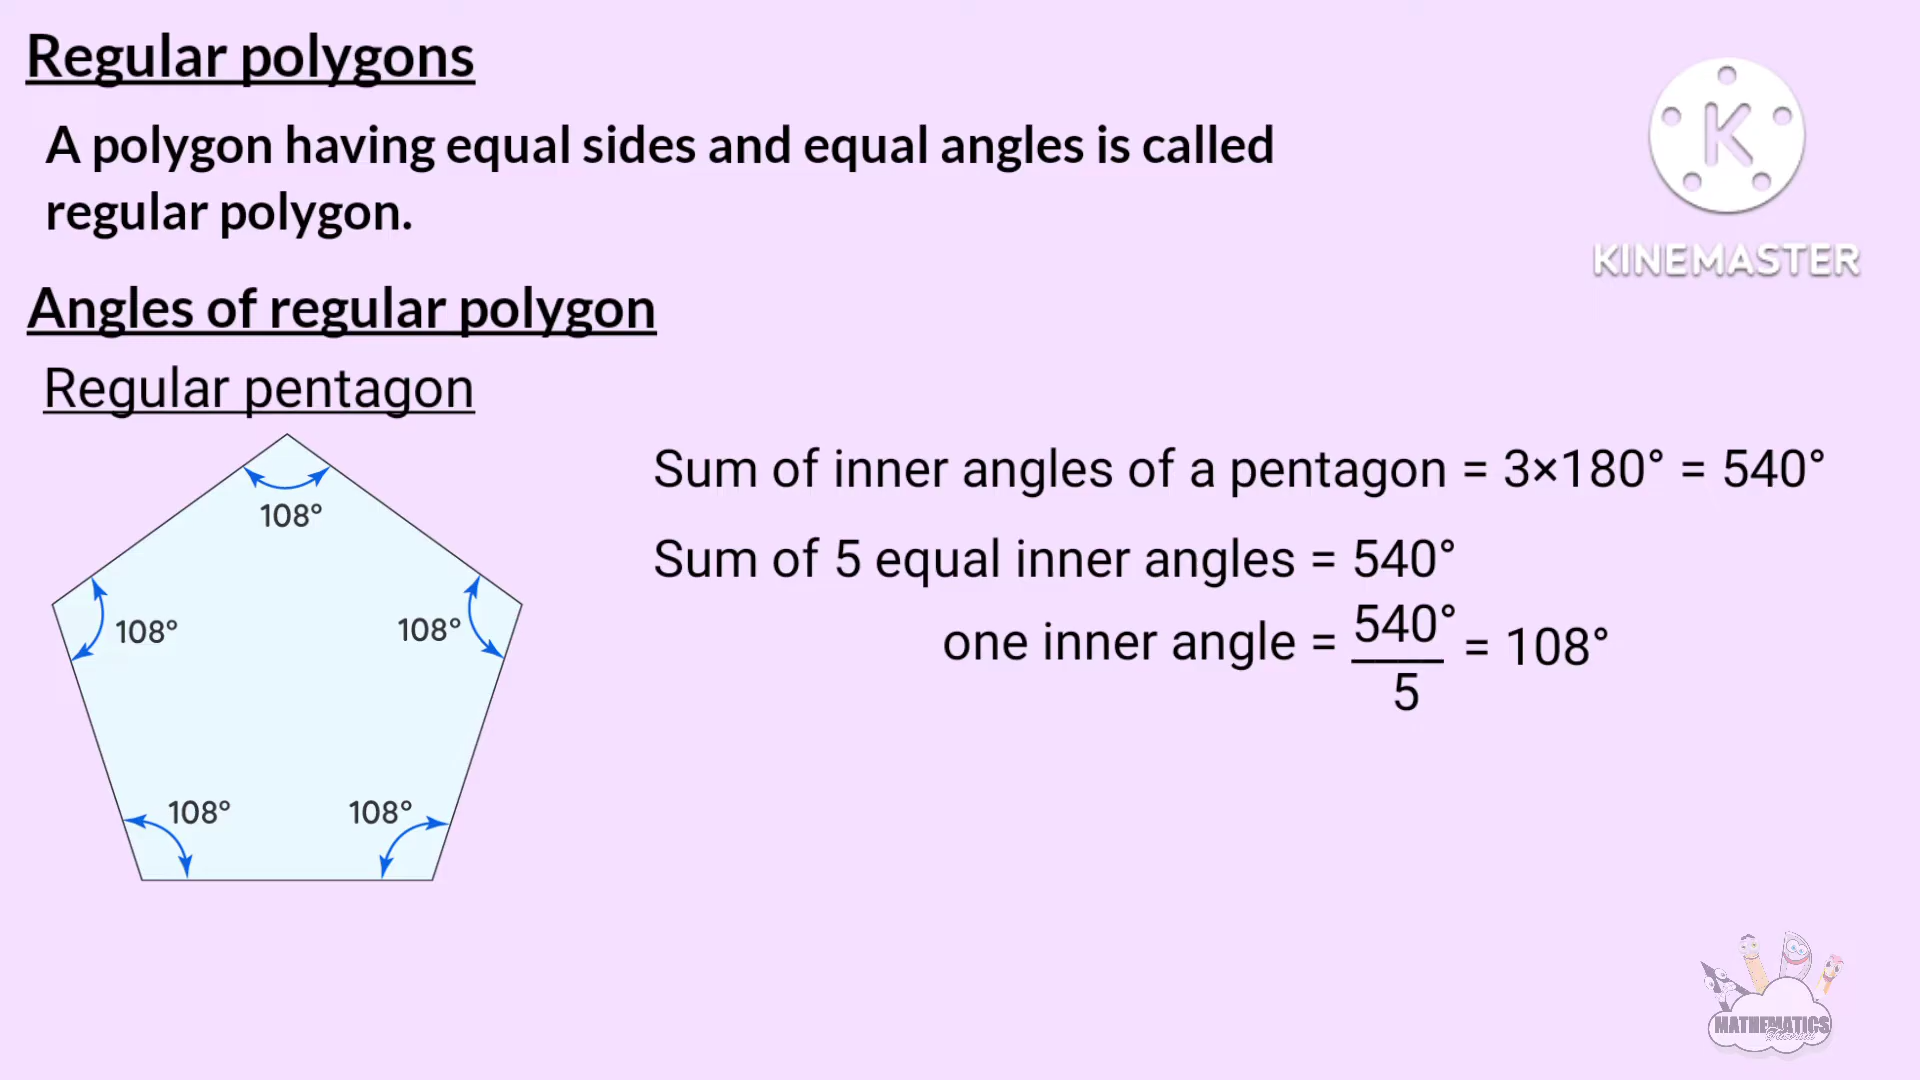 Regular polygons
A polygon having equal sides and equal angles is called
regular polygon.
KINEMASTER
Angles of regular polygon
Regular pentagon
108°
108°
108°
108°
108°
Sum of inner angles of a pentagon = 3×180° = 540°
Sum of 5 equal inner angles = 540°
one inner angle = 540°/5 = 108°
MATHEMATICS
Tutorial